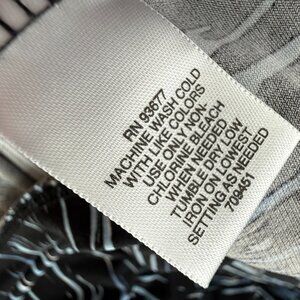 RN 93677
MACHINE WASH COLD
WITH LIKE COLORS
USE ONLY NON-
CHLORINE BLEACH
WHEN NEEDED
TUMBLE DRY LOW
IRON ON LOWEST
SETTING AS NEEDED
709461